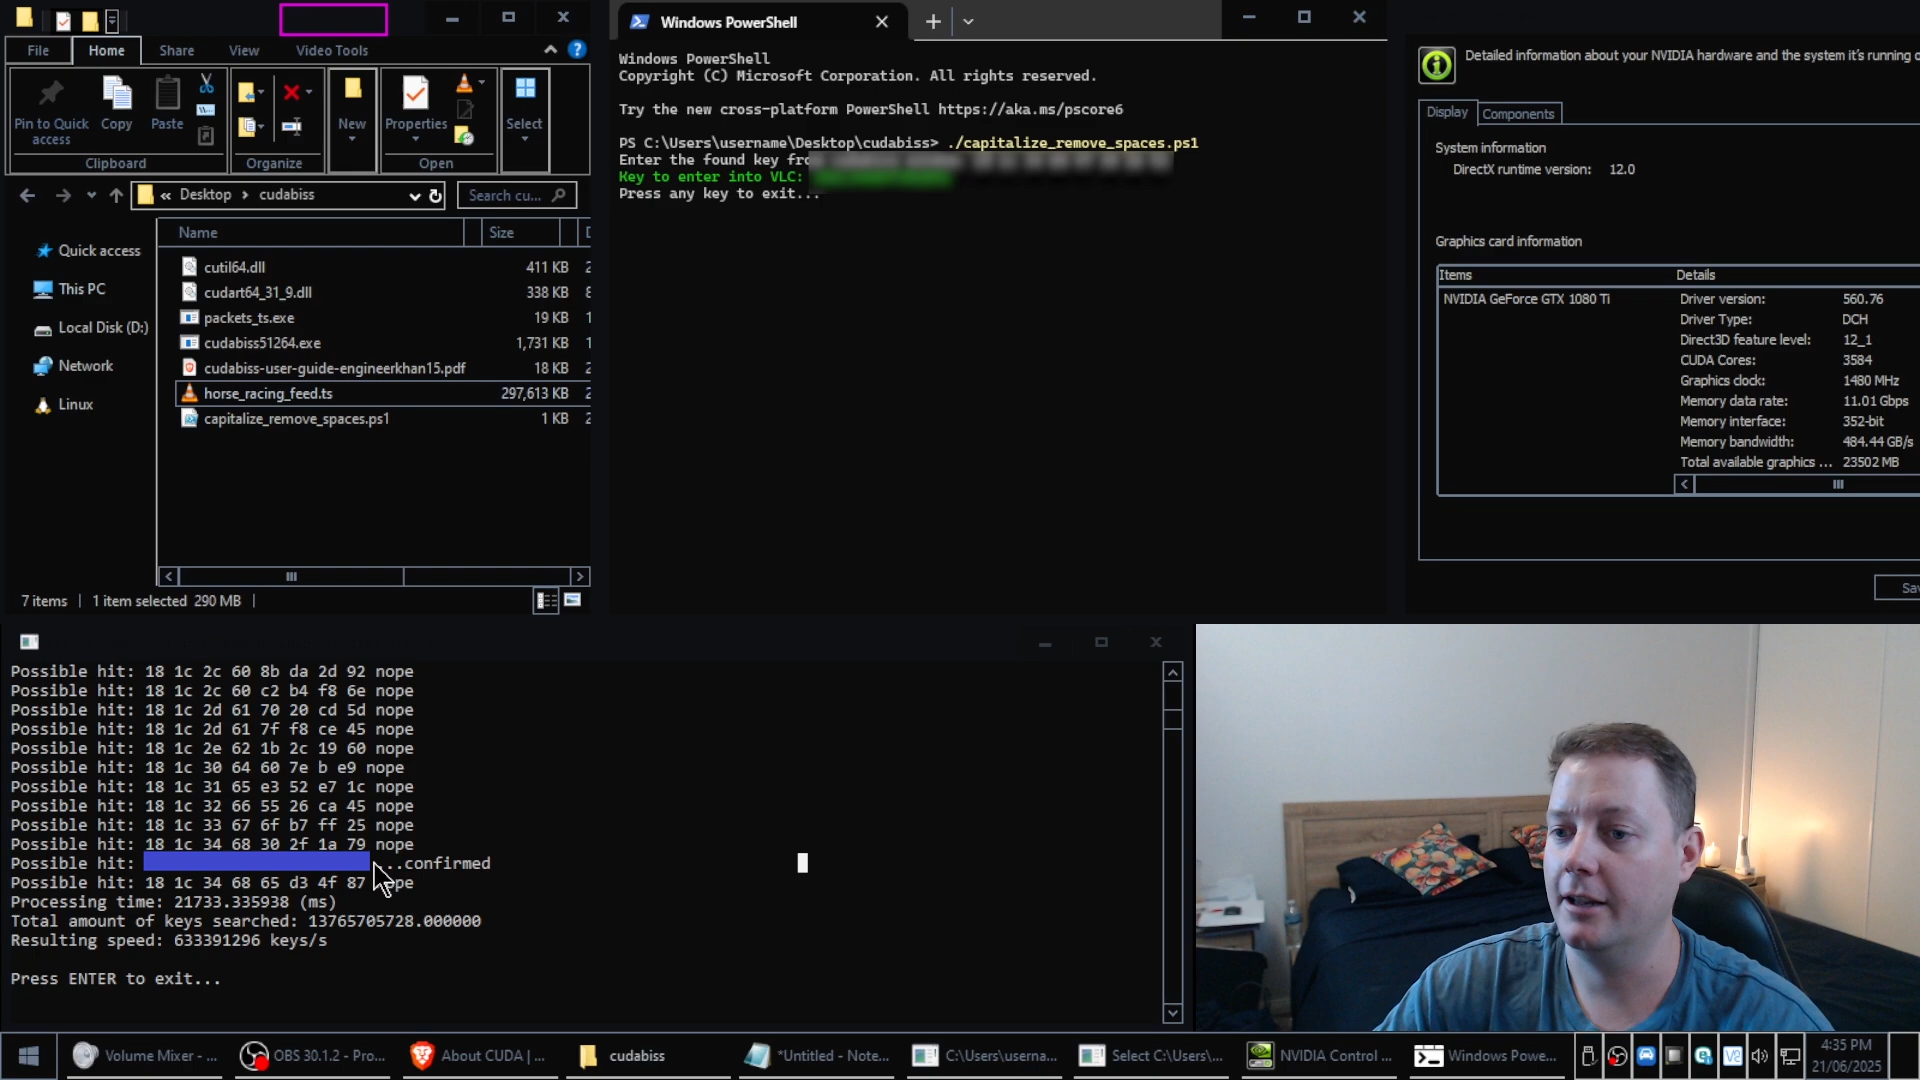 File
Home
Share
View
Video Tools
Pin to Quick access
Copy
Paste
New
Properties
Select
Clipboard
Organize
Open
« Desktop > cudabiss
Search cu...
Name
Size
Quick access
This PC
Local Disk (D:)
Network
Linux
cutil64.dll 411 KB 2
cudart64_31_9.dll 338 KB 8
packets_ts.exe 19 KB 1
cudabiss51264.exe 1,731 KB 1
cudabiss-user-guide-engineerkhan15.pdf 18 KB 2
horse_racing_feed.ts 297,613 KB 2
capitalize_remove_spaces.ps1 1 KB 2
7 items | 1 item selected 290 MB |
Windows PowerShell
Windows PowerShell
Copyright (C) Microsoft Corporation. All rights reserved.
Try the new cross-platform PowerShell https://aka.ms/pscore6
PS C:\Users\username\Desktop\cudabiss> ./capitalize_remove_spaces.ps1
Enter the found key fro
Key to enter into VLC:
Press any key to exit...
Detailed information about your NVIDIA hardware and the system it's running o
Display
Components
System information
DirectX runtime version: 12.0
Graphics card information
Items
Details
NVIDIA GeForce GTX 1080 Ti
Driver version: 560.76
Driver Type: DCH
Direct3D feature level: 12_1
CUDA Cores: 3584
Graphics clock: 1480 MHz
Memory data rate: 11.01 Gbps
Memory interface: 352-bit
Memory bandwidth: 484.44 GB/s
Total available graphics ... 23502 MB
Sav
Possible hit: 18 1c 2c 60 8b da 2d 92 nope
Possible hit: 18 1c 2c 60 c2 b4 f8 6e nope
Possible hit: 18 1c 2d 61 70 20 cd 5d nope
Possible hit: 18 1c 2d 61 7f f8 ce 45 nope
Possible hit: 18 1c 2e 62 1b 2c 19 60 nope
Possible hit: 18 1c 30 64 60 7e b e9 nope
Possible hit: 18 1c 31 65 e3 52 e7 1c nope
Possible hit: 18 1c 32 66 55 26 ca 45 nope
Possible hit: 18 1c 33 67 6f b7 ff 25 nope
Possible hit: 18 1c 34 68 30 2f 1a 79 nope
Possible hit: ...confirmed
Possible hit: 18 1c 34 68 65 d3 4f 87 nope
Processing time: 21733.335938 (ms)
Total amount of keys searched: 13765705728.000000
Resulting speed: 633391296 keys/s
Press ENTER to exit...
Volume Mixer - ...
OBS 30.1.2 - Pro...
About CUDA | ...
cudabiss
*Untitled - Note...
C:\Users\userna...
Select C:\Users\...
NVIDIA Control ...
Windows Powe...
4:35 PM
21/06/2025